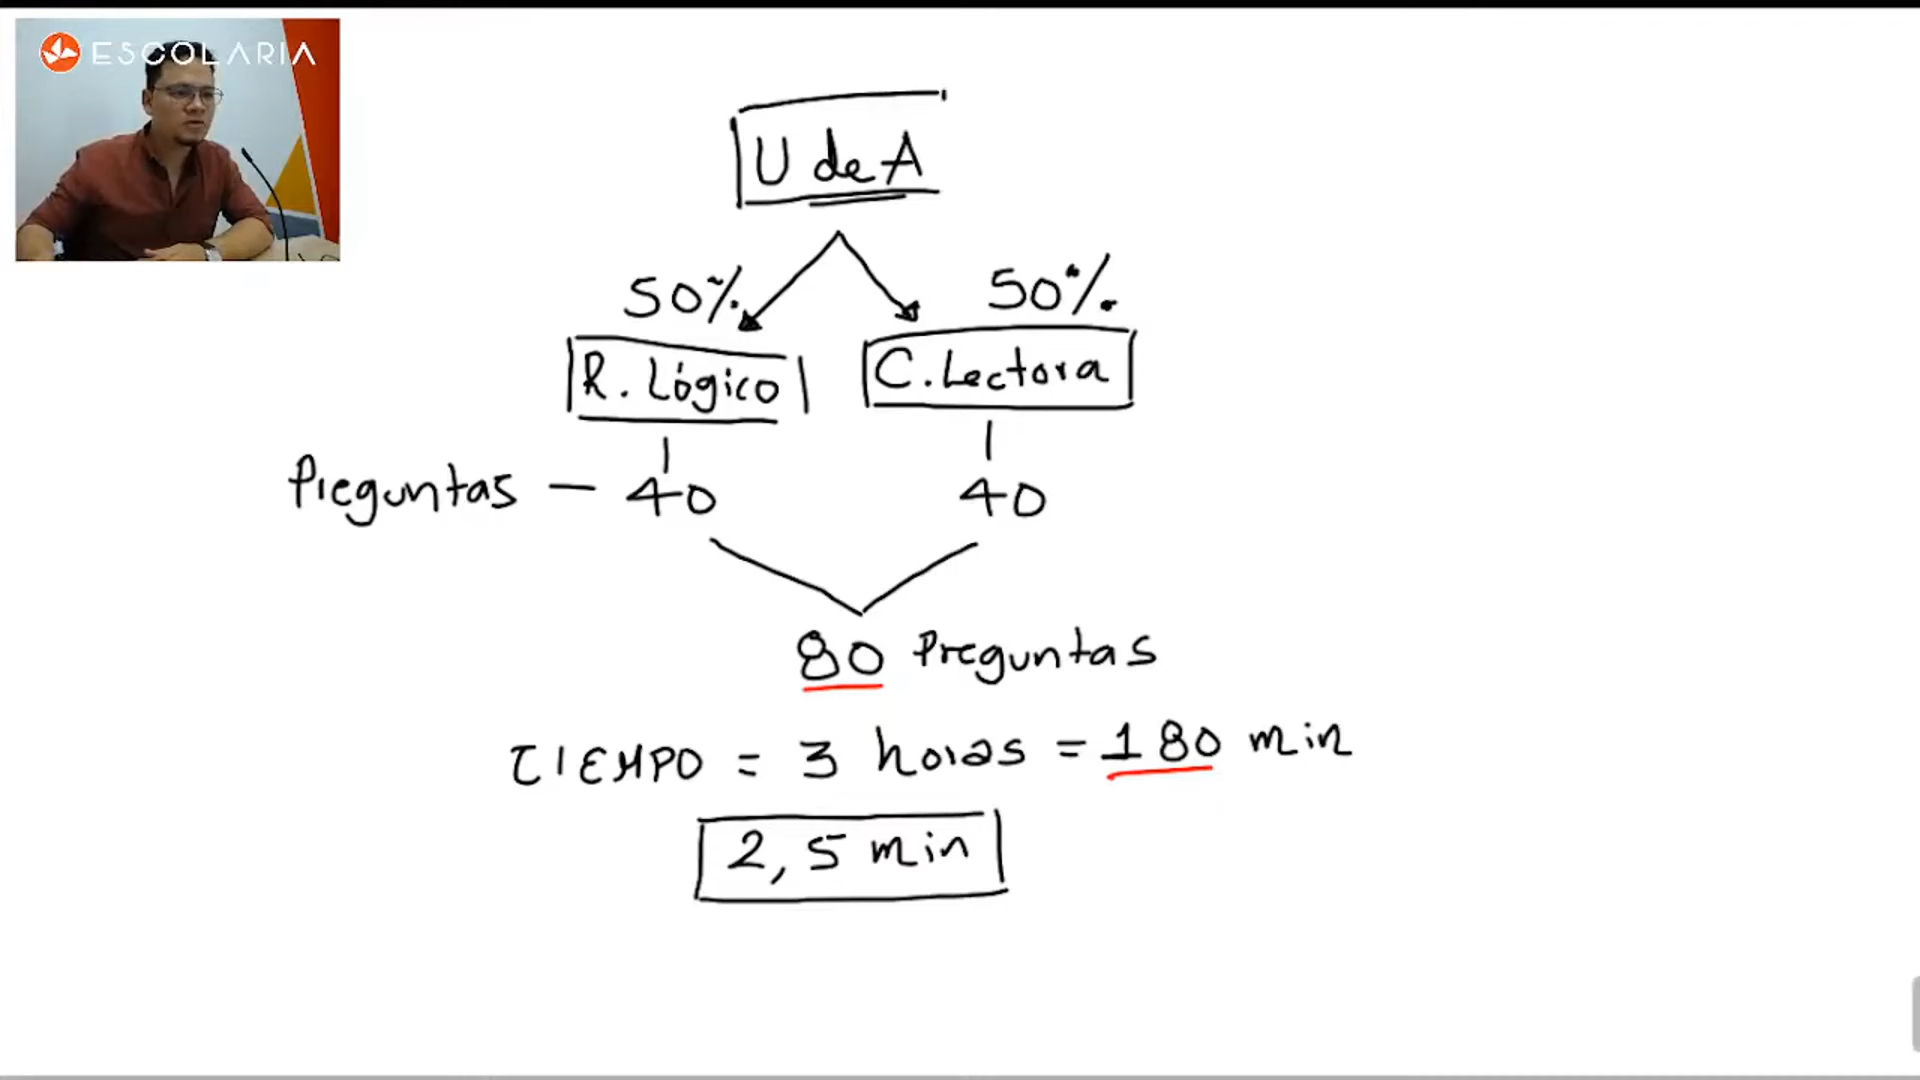 ESCOLARIA
U de A
50% 50%
R. Lógico C. Lectora
Preguntas - 40 40
80 Preguntas
TIEMPO = 3 horas = 180 min
2,5 min